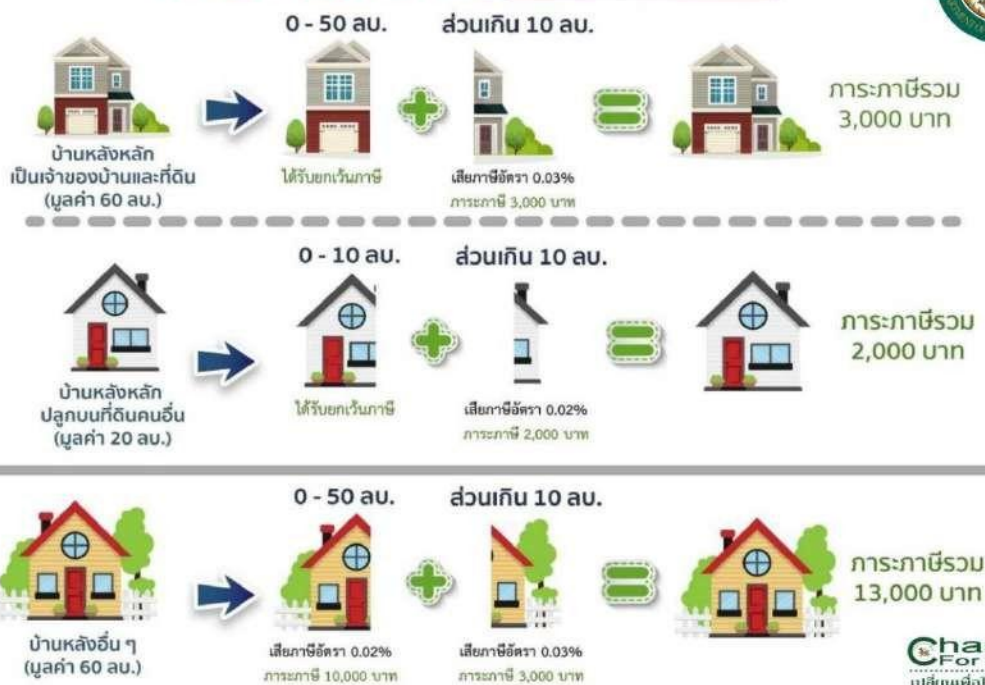 0 - 50 ลบ. ส่วนเกิน 10 ลบ.
บ้านหลังหลัก
เป็นเจ้าของบ้านและที่ดิน
(มูลค่า 60 ลบ.)
ได้รับยกเว้นภาษี
เสียภาษีอัตรา 0.03%
ภาระภาษี 3,000 บาท
ภาระภาษีรวม
3,000 บาท
0 - 10 ลบ. ส่วนเกิน 10 ลบ.
บ้านหลังหลัก
ปลูกบนที่ดินคนอื่น
(มูลค่า 20 ลบ.)
ได้รับยกเว้นภาษี
เสียภาษีอัตรา 0.02%
ภาระภาษี 2,000 บาท
ภาระภาษีรวม
2,000 บาท
0 - 50 ลบ. ส่วนเกิน 10 ลบ.
บ้านหลังอื่น ๆ
(มูลค่า 60 ลบ.)
เสียภาษีอัตรา 0.02%
ภาระภาษี 10,000 บาท
เสียภาษีอัตรา 0.03%
ภาระภาษี 3,000 บาท
ภาระภาษีรวม
13,000 บาท
For